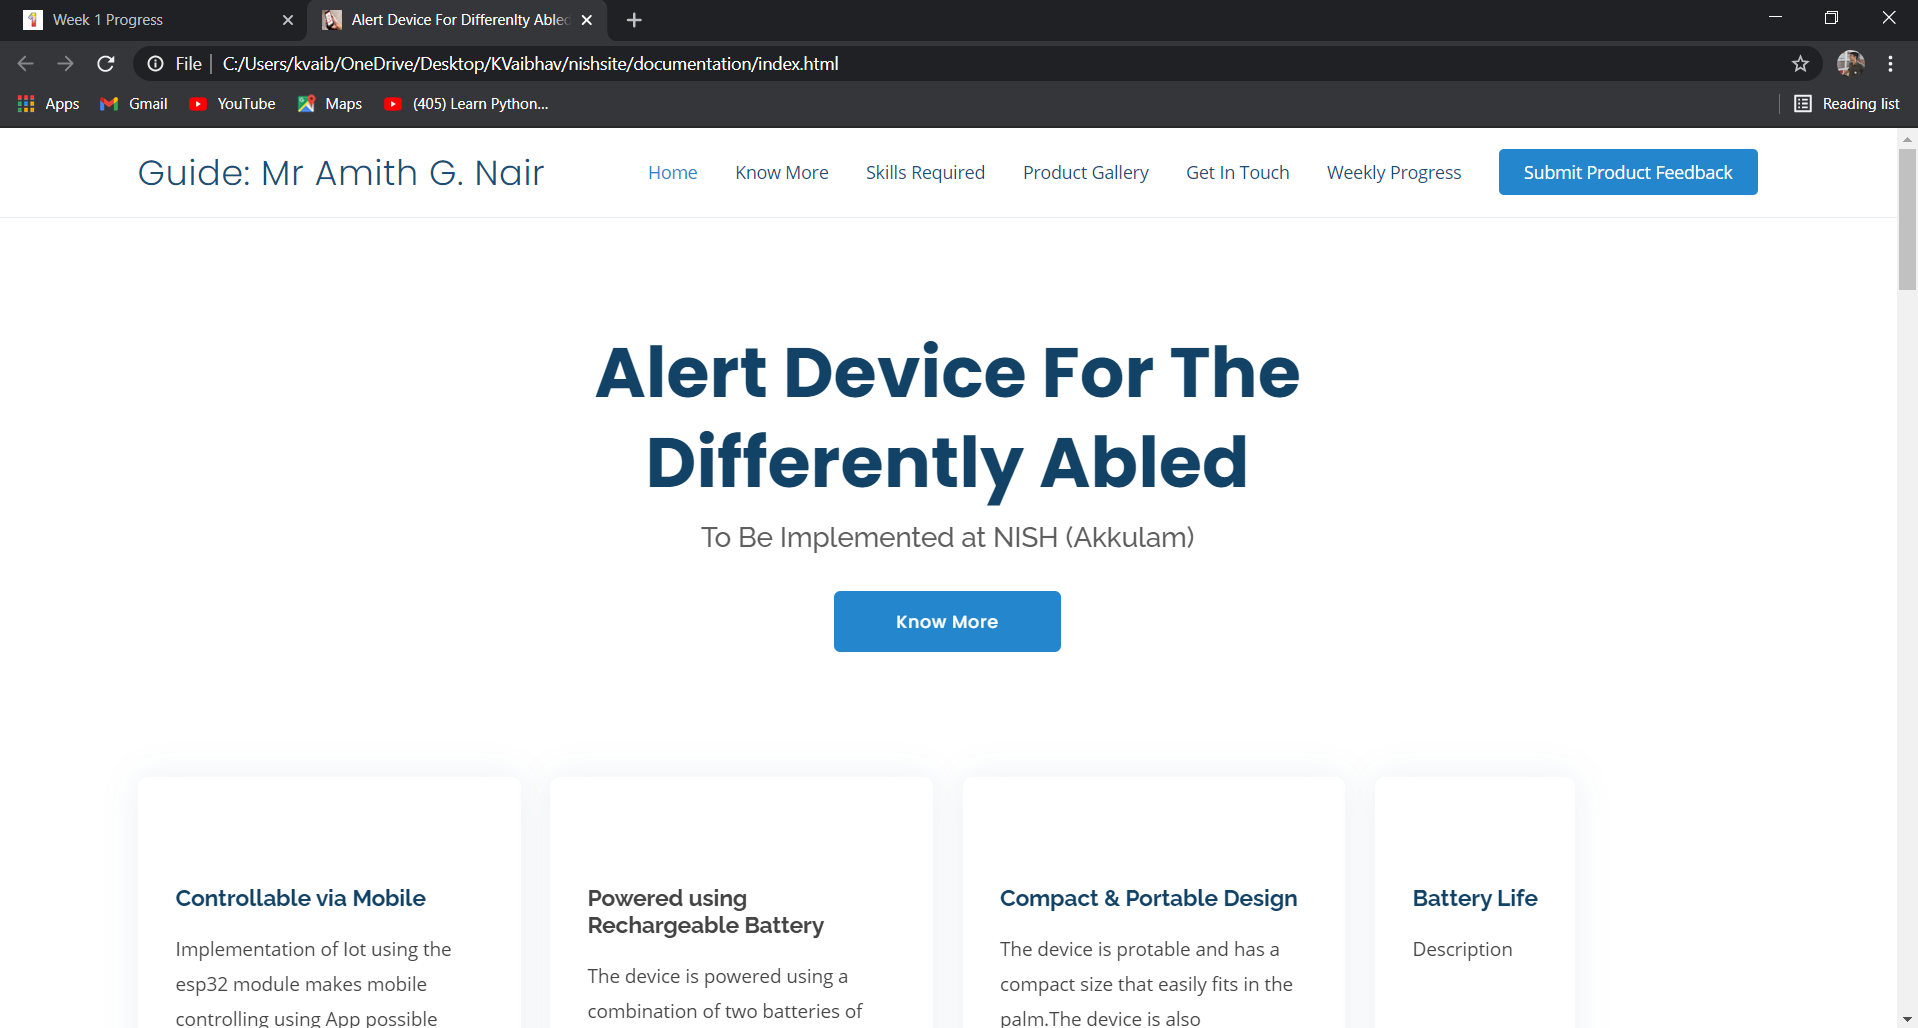 Week 1 Progress
Alert Device For Differenlty Abled
File
C:/Users/kvaib/OneDrive/Desktop/KVaibhav/nishsite/documentation/index.html
Apps Gmail YouTube Maps (405) Learn Python... Reading list
Guide: Mr Amith G. Nair
Home Know More Skills Required Product Gallery Get In Touch Weekly Progress Submit Product Feedback
Alert Device For The
Differently Abled
To Be Implemented at NISH (Akkulam)
Know More
Controllable via Mobile
Implementation of Iot using the
esp32 module makes mobile
controlling using App possible
Powered using
Rechargeable Battery
The device is powered using a
combination of two batteries of
Compact & Portable Design
The device is protable and has a
compact size that easily fits in the
palm.The device is also
Battery Life
Description